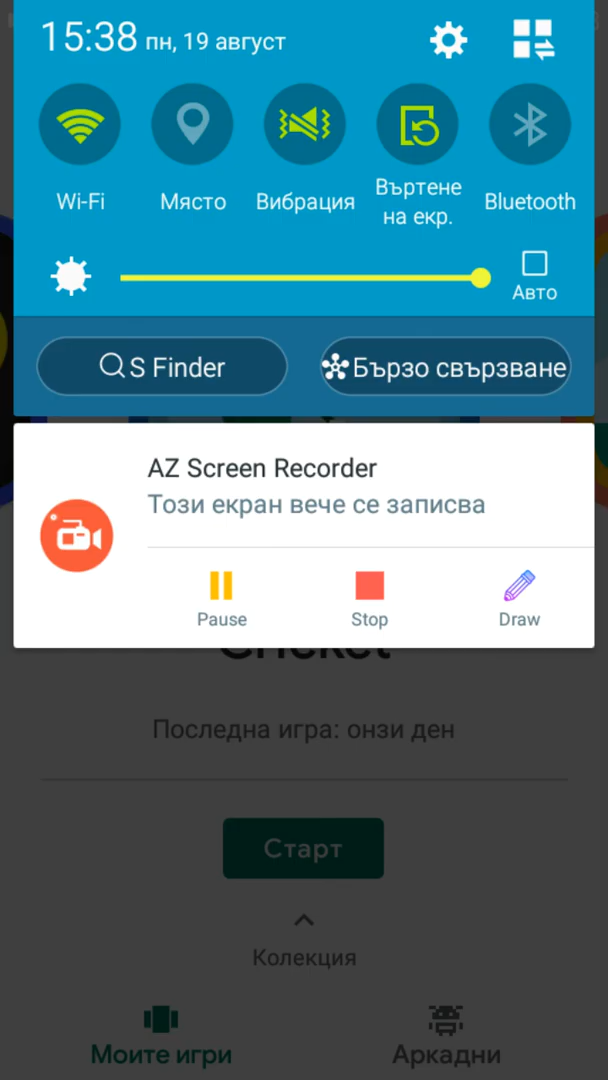 15:38 пн, 19 август
Wi-Fi
Място
Вибрация
Въртене
на екр.
Bluetooth
Авто
S Finder
Бързо свързване
AZ Screen Recorder
Този екран вече се записва
Pause
Stop
Draw
Cricket
Последна игра: онзи ден
Старт
Колекция
Моите игри
Аркадни